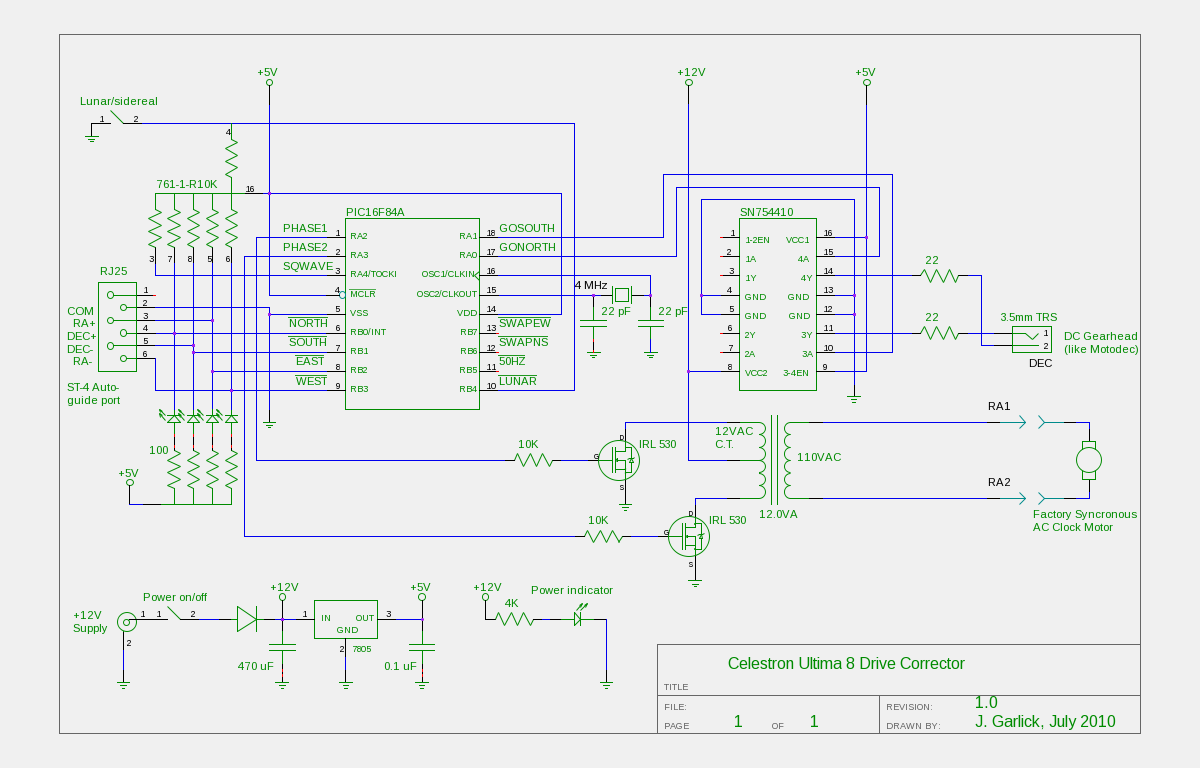 +5V
+12V
+5V
Lunar/sidereal
1
2
4
761-1-R10K
16
PIC16F84A
SN754410
PHASE1
1
RA2
RA1
18
GOSOUTH
PHASE2
2
RA3
RA0
17
GONORTH
SQWAVE
3
RA4/TOCKI
OSC1/CLKIN
16
4
MCLR
OSC2/CLKOUT
15
5
VSS
VDD
14
NORTH
6
RB0/INT
RB7
13
SWAPEW
SOUTH
7
RB1
RB6
12
SWAPNS
EAST
8
RB2
RB5
11
50HZ
WEST
9
RB3
RB4
10
LUNAR
3
7
8
5
6
RJ25
1
2
3
4
5
6
COM
RA+
DEC+
DEC-
RA-
ST-4 Auto-
guide port
4 MHz
22 pF
22 pF
1
1-2EN
VCC1
16
2
1A
4A
15
3
1Y
4Y
14
4
GND
GND
13
5
GND
GND
12
6
2Y
3Y
11
7
2A
3A
10
8
VCC2
3-4EN
9
22
22
3.5mm TRS
1
2
DEC
DC Gearhead
(like Motodec)
100
+5V
10K
G
D
S
IRL 530
10K
G
D
S
IRL 530
12VAC
C.T.
110VAC
12.0VA
RA1
RA2
Factory Syncronous
AC Clock Motor
+12V
Supply
1
2
Power on/off
1
2
+12V
470 uF
1
IN
OUT
GND
3
2
7805
+5V
0.1 uF
+12V
4K
Power indicator
Celestron Ultima 8 Drive Corrector
TITLE
FILE:
REVISION:
1.0
PAGE
1
OF
1
DRAWN BY:
J. Garlick, July 2010